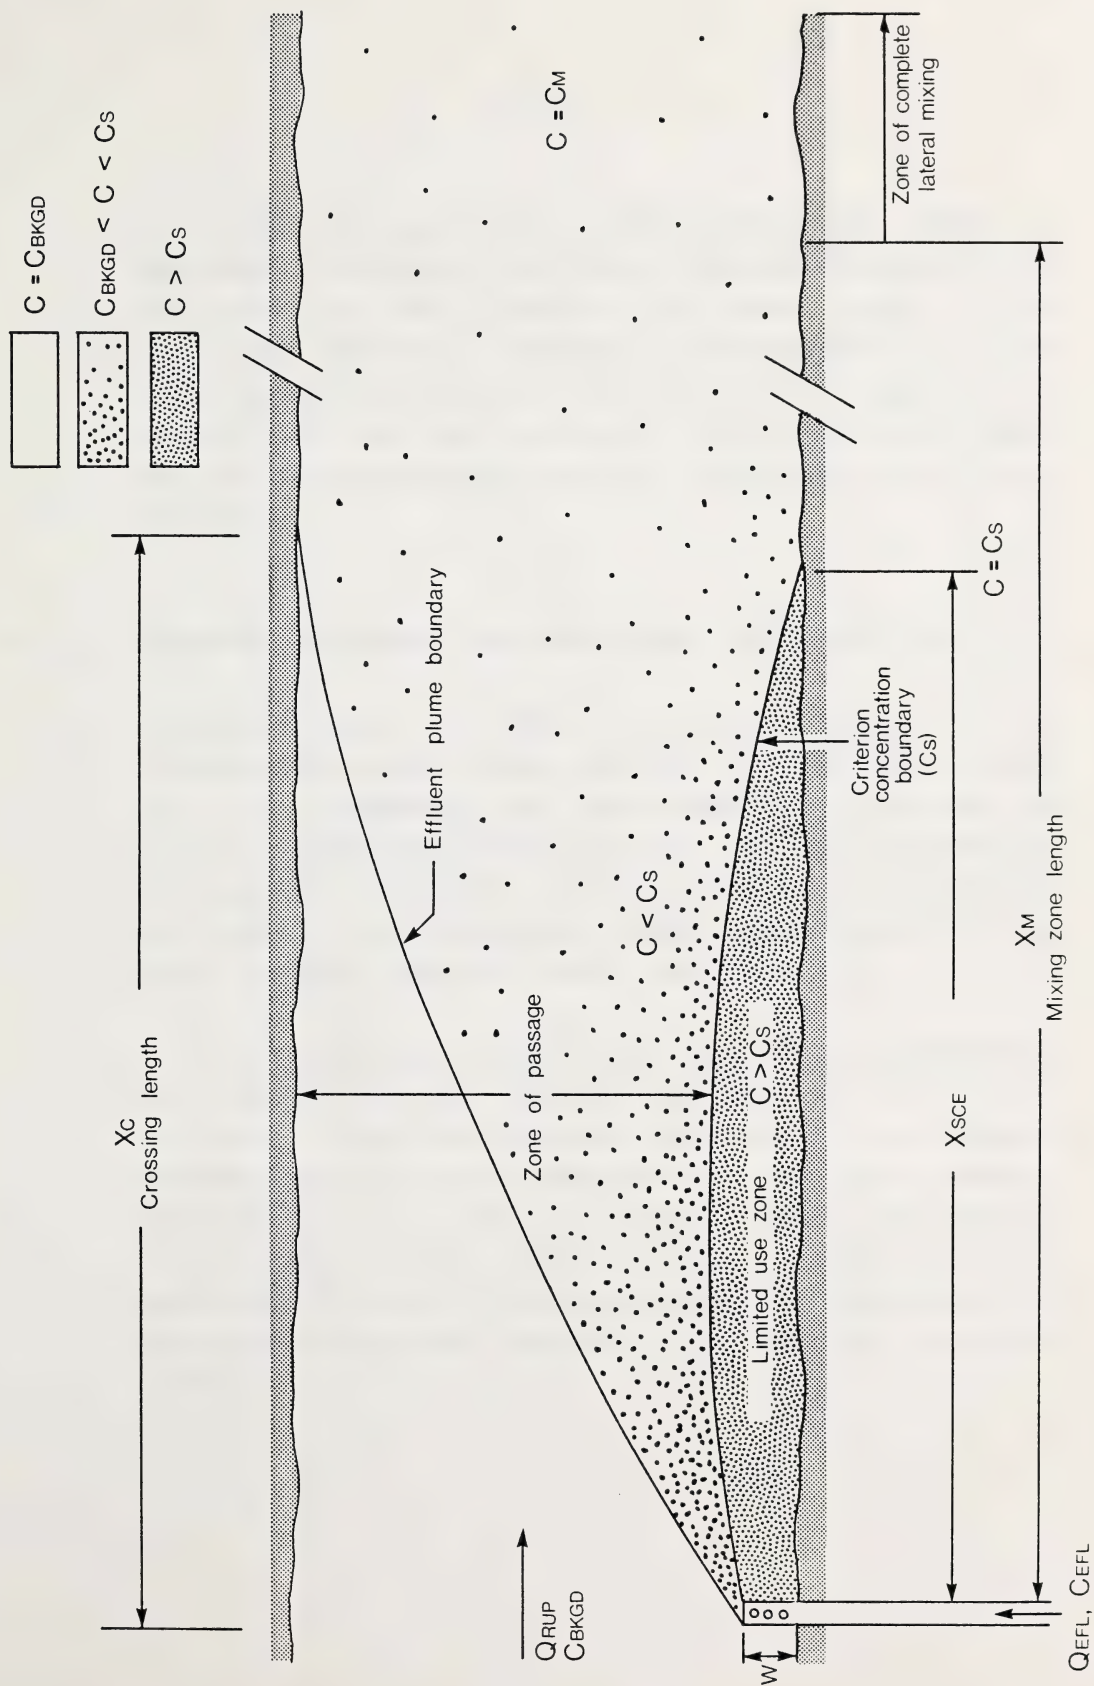 C = CBKGD
CBKGD < C < CS
C > CS
XC
Crossing length
Effluent plume boundary
C = CM
Zone of passage
C < CS
QRUP
CBKGD
Limited use zone
C > CS
W
Criterion
concentration
boundary
(CS)
Zone of complete
lateral mixing
XSCE
C = CS
XM
Mixing zone length
QEFL, CEFL